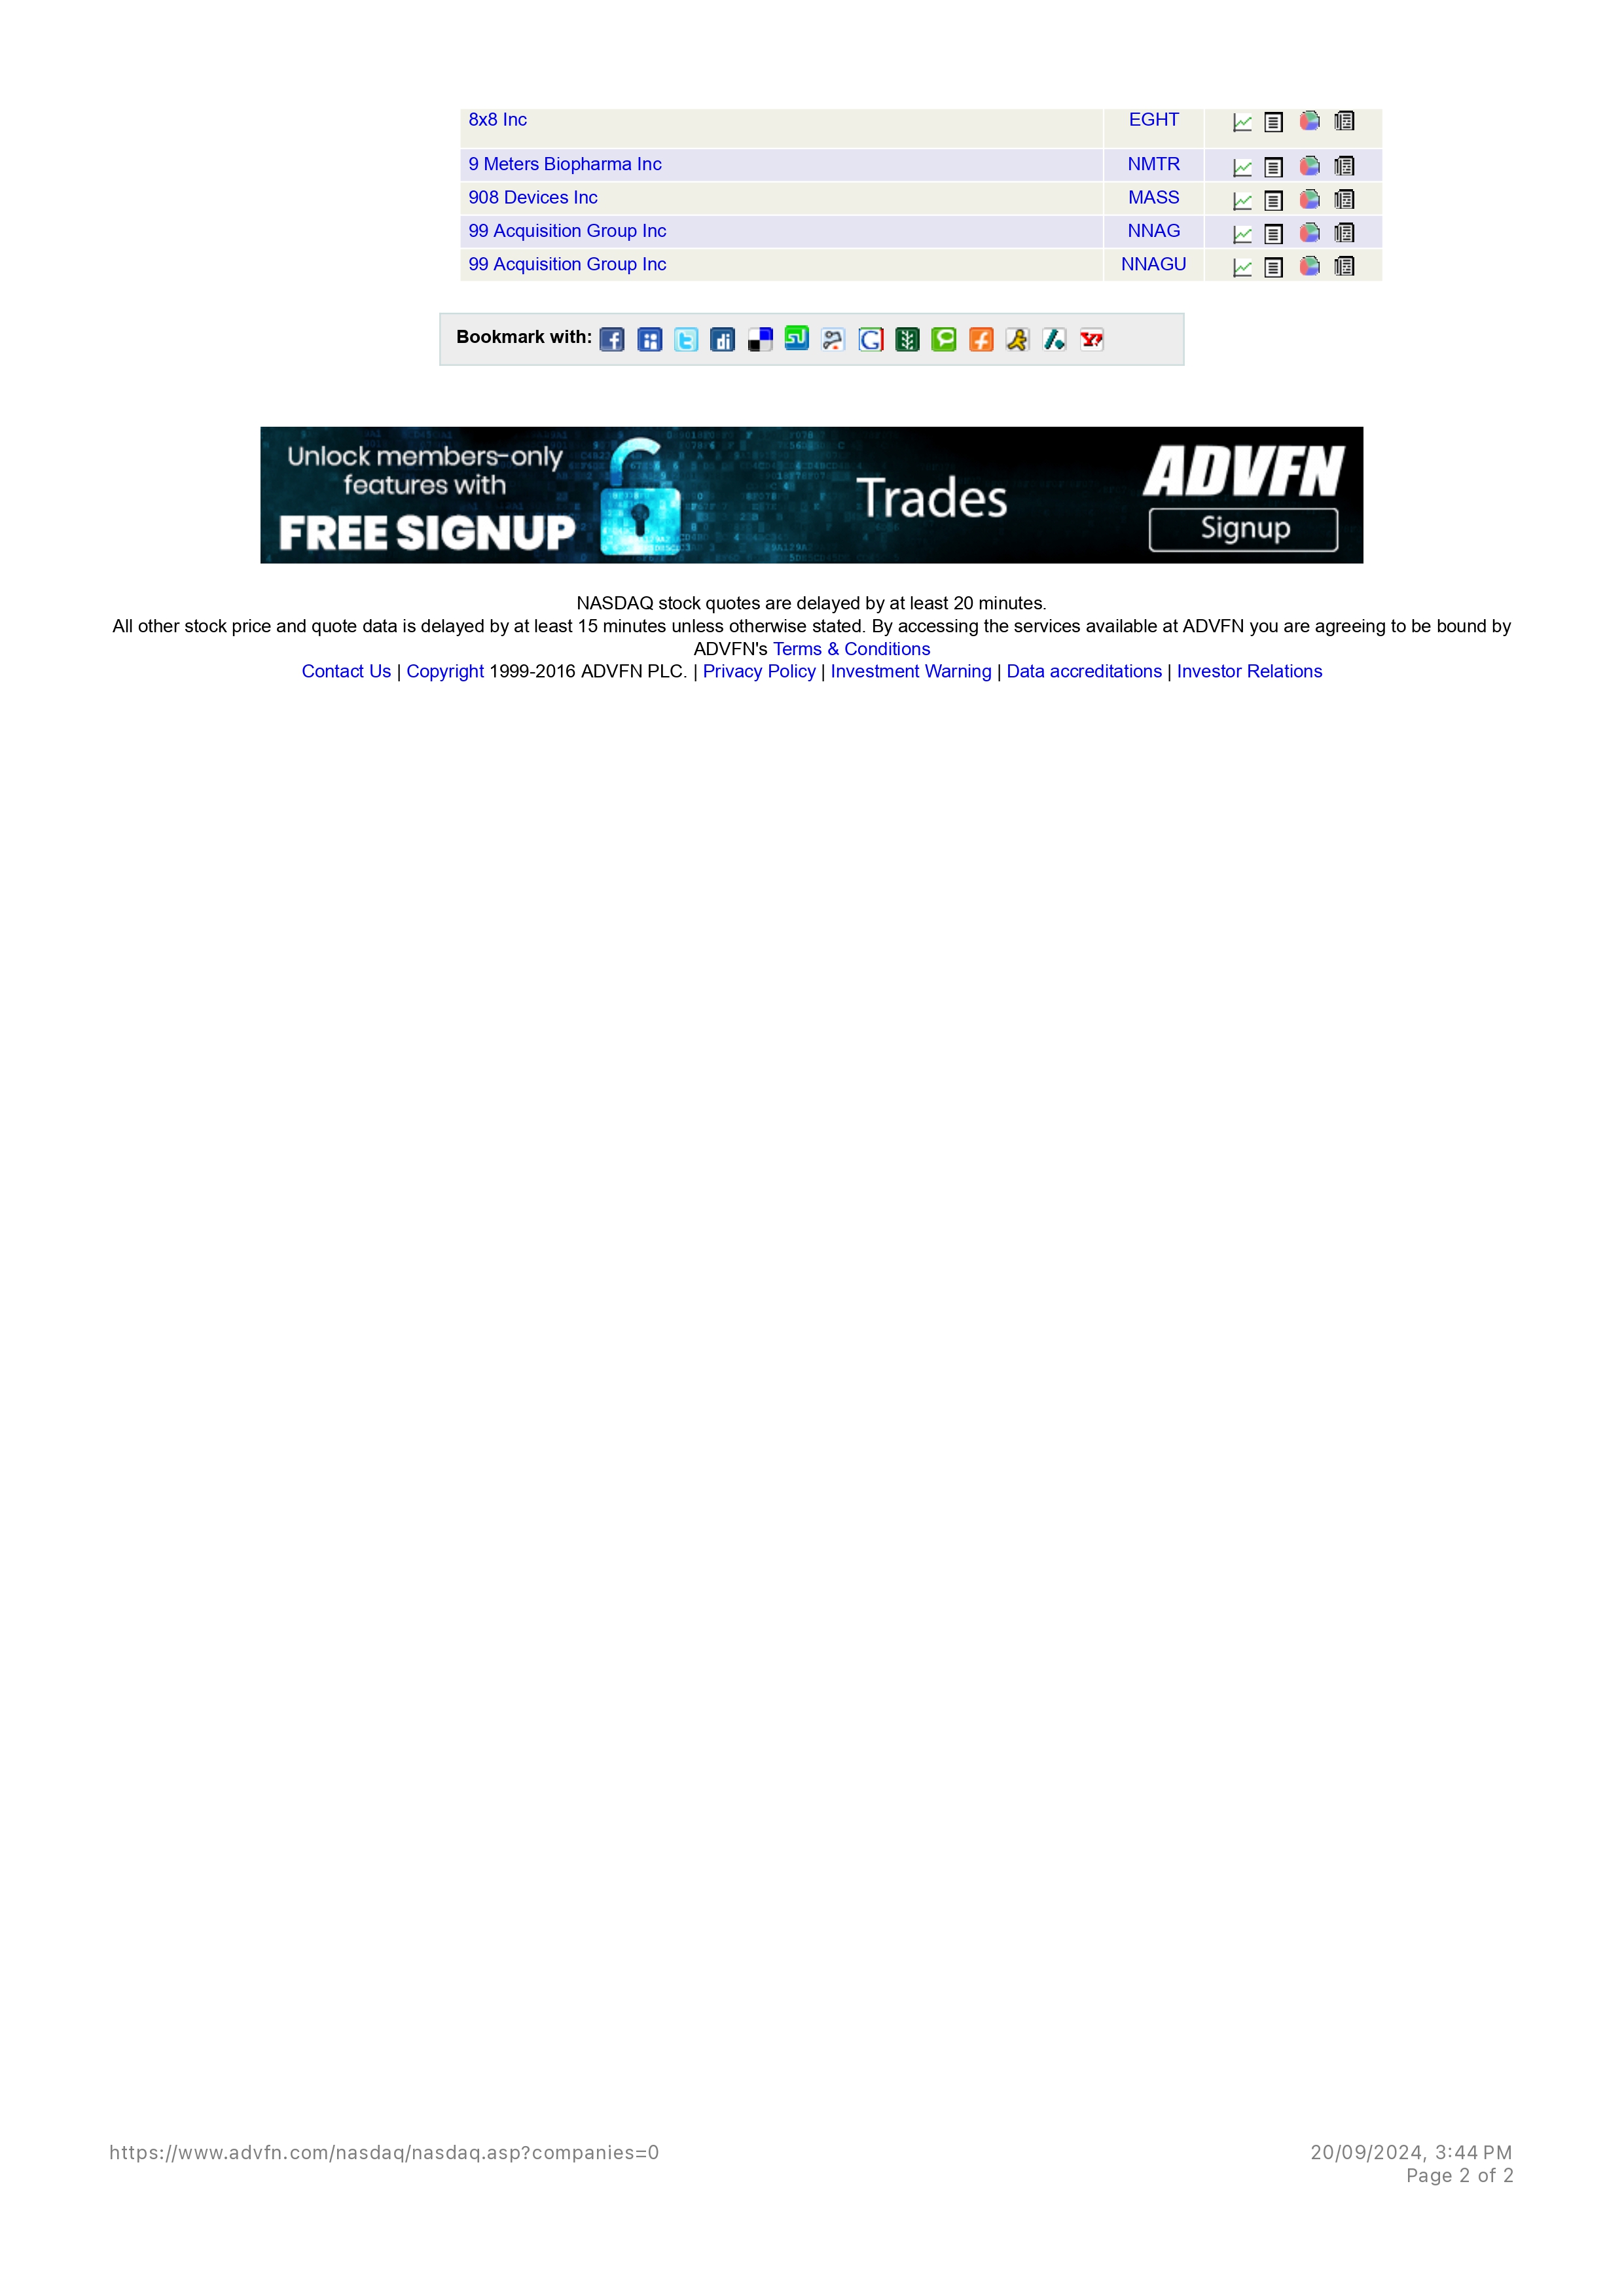 8x8 Inc EGHT
9 Meters Biopharma Inc NMTR
908 Devices Inc MASS
99 Acquisition Group Inc NNAG
99 Acquisition Group Inc NNAGU
Bookmark with:
Unlock members-only
features with
FREE SIGNUP
Trades
ADVFN
Signup
NASDAQ stock quotes are delayed by at least 20 minutes.
All other stock price and quote data is delayed by at least 15 minutes unless otherwise stated. By accessing the services available at ADVFN you are agreeing to be bound by
ADVFN's Terms & Conditions
Contact Us | Copyright 1999-2016 ADVFN PLC. | Privacy Policy | Investment Warning | Data accreditations | Investor Relations
https://www.advfn.com/nasdaq/nasdaq.asp?companies=0
20/09/2024, 3:44 PM
Page 2 of 2